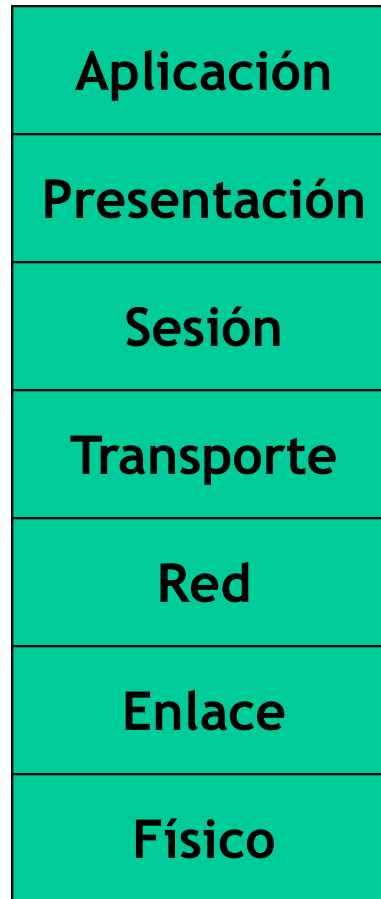 Aplicación
Presentación
Sesión
Transporte
Red
Enlace
Físico